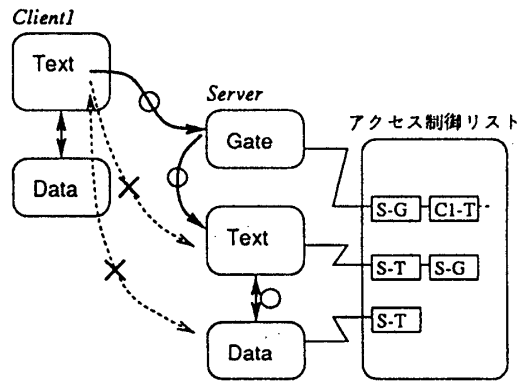 Client1
Text
Data
Server
Gate
Text
Data
アクセス制御リスト
S-G C1-T
S-T S-G
S-T